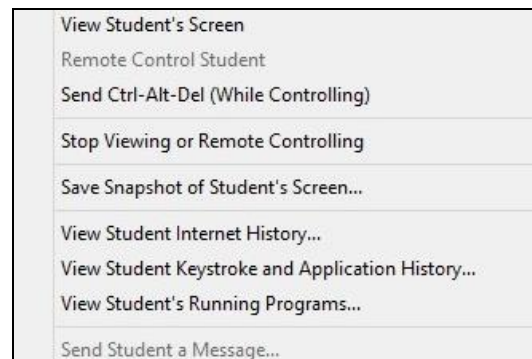 View Student's Screen
Remote Control Student
Send Ctrl-Alt-Del (While Controlling)
Stop Viewing or Remote Controlling
Save Snapshot of Student's Screen...
View Student Internet History...
View Student Keystroke and Application History...
View Student's Running Programs...
Send Student a Message...